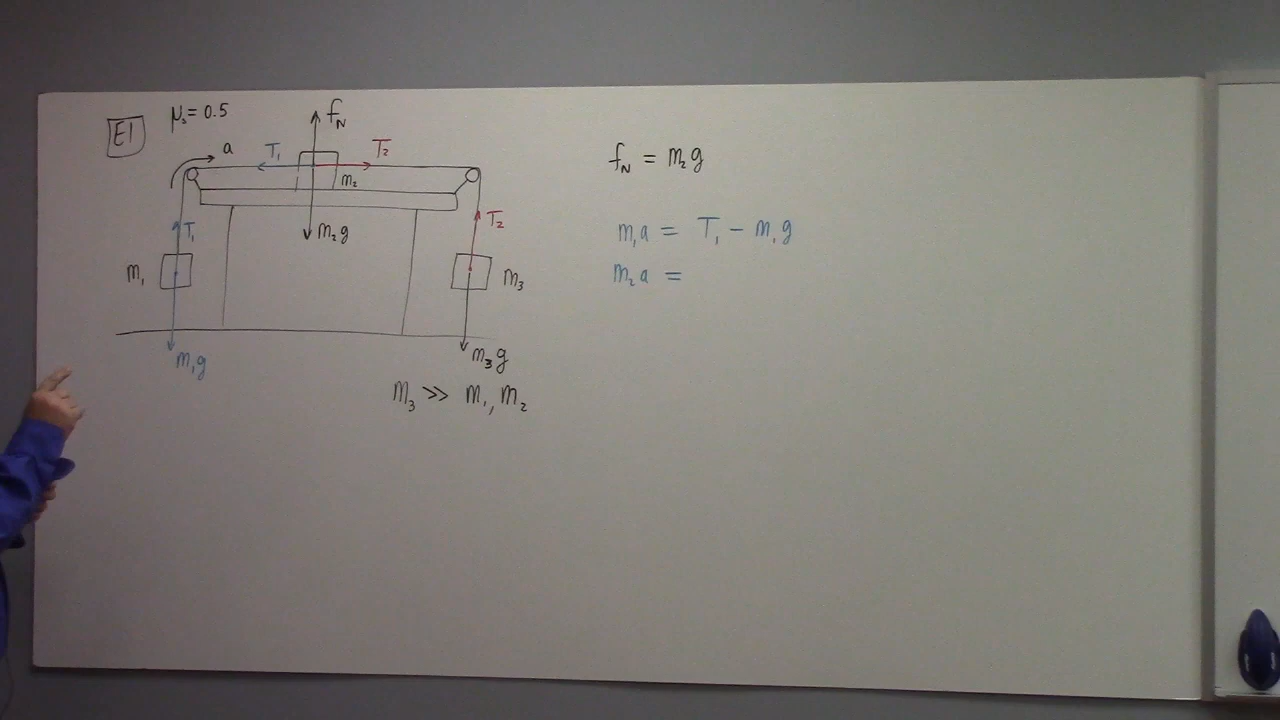 E1
μs = 0.5
fN
a
T1
T2
m2
m2g
T1
T2
m1
m3
m1g
m3g
m3 >> m1, m2
fN = m2g
m1a = T1 - m1g
m2a =